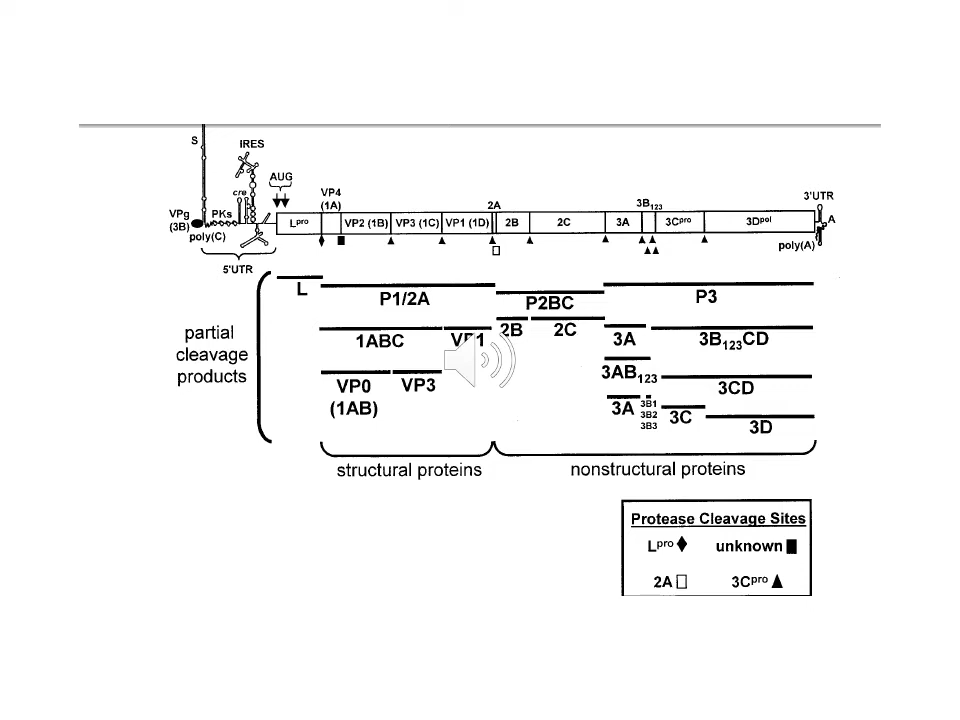 S
IRES
cre
AUG
VPg
(3B)
PKs
poly(C)
5'UTR
VP4
(1A)
2A
3B123
3'UTR
A
poly(A)
Lpro
VP2 (1B)
VP3 (1C)
VP1 (1D)
2B
2C
3A
3Cpro
3Dpol
partial
cleavage
products
L
P1/2A
P2BC
P3
1ABC
2B
2C
3A
3B123CD
3AB123
3CD
VP0
(1AB)
VP3
3A
3B1
3B2
3B3
3C
3D
structural proteins
nonstructural proteins
Protease Cleavage Sites
Lpro
unknown
2A
3Cpro